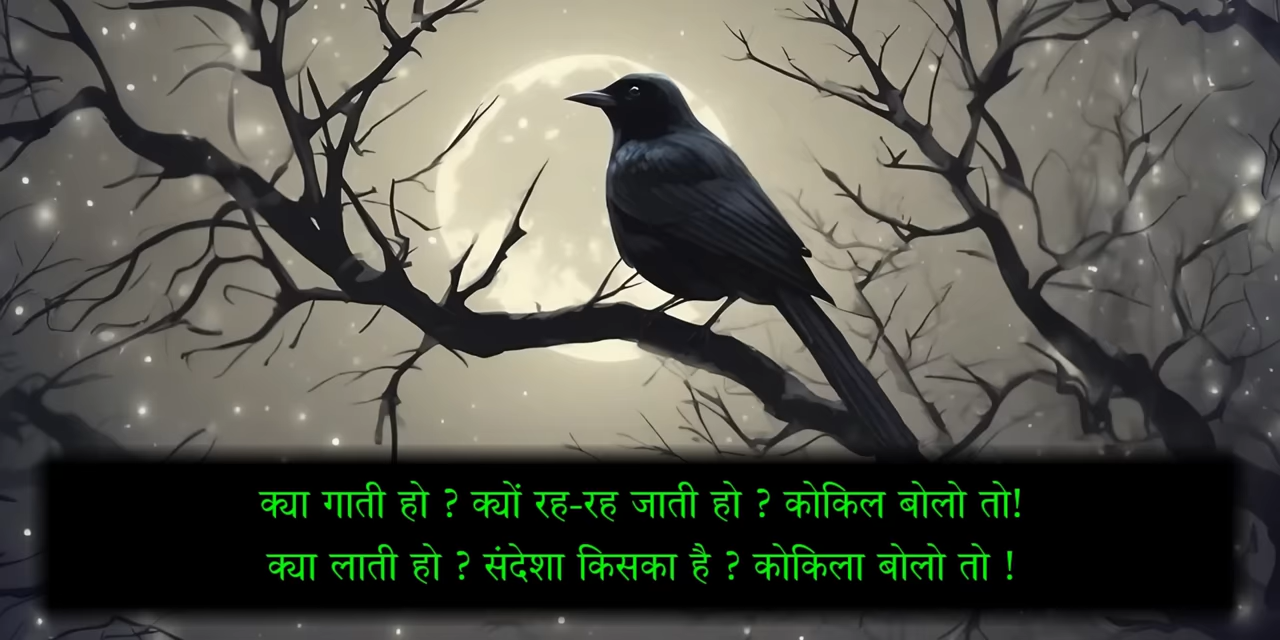 क्या गाती हो ? क्यों रह-रह जाती हो ? कोकिल बोलो तो!
क्या लाती हो ? संदेशा किसका है ? कोकिला बोलो तो !